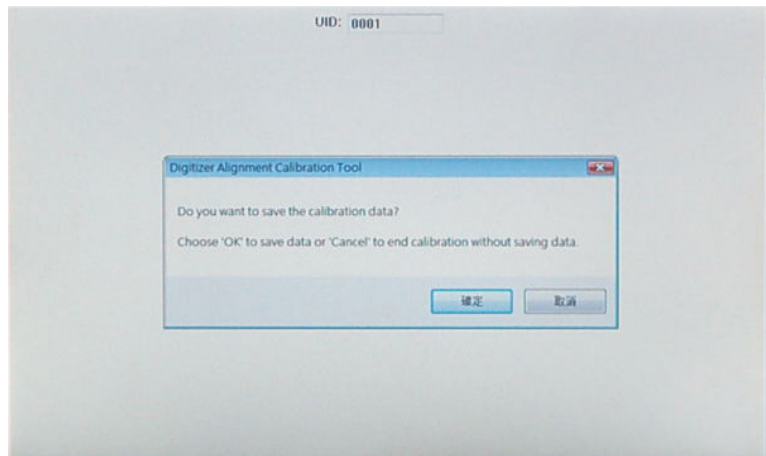 UID: 0001
Digitizer Alignment Calibration Tool
Do you want to save the calibration data?
Choose 'OK' to save data or 'Cancel' to end calibration without saving data.
確定
取消